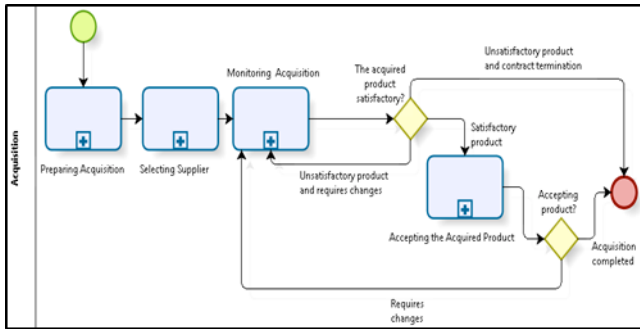 Acquisition
Preparing Acquisition
Selecting Supplier
Monitoring Acquisition
The acquired
product
satisfactory?
Unsatisfactory product
and contract termination
Satisfactory
product
Unsatisfactory product
and requires changes
Accepting the Acquired Product
Accepting
product?
Acquisition
completed
Requires
changes